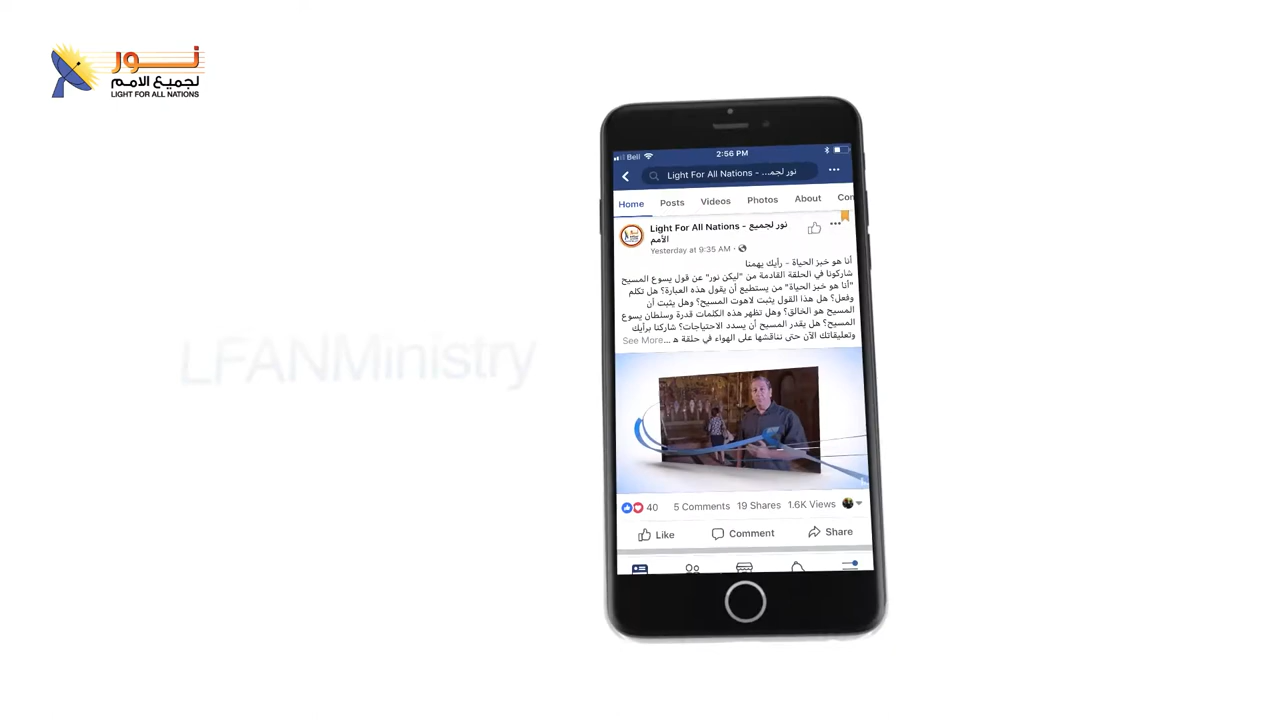 نور
لجميع الامم
LIGHT FOR ALL NATIONS
LFANMinistry
Bell
2:56 PM
Light For All Nations - نور لجمـ...
Home Posts Videos Photos About Con
Light For All Nations - نور لجميع
الأمم
Yesterday at 9:35 AM
أنا هو خبز الحياة - رأيك يهمنا
شاركونا في الحلقة القادمة من "ليكن نور" عن قول يسوع المسيح
"أنا هو خبز الحياة" من يستطيع أن يقول هذه العبارة؟ هل تكلم
وفعل؟ هل هذا القول يثبت لاهوت المسيح؟ وهل يثبت أن
المسيح هو الخالق؟ وهل تظهر هذه الكلمات قدرة وسلطان يسوع
المسيح؟ هل يقدر المسيح أن يسدد الاحتياجات؟ شاركنا برأيك
وتعليقاتك الآن حتى نناقشها على الهواء في حلقة ه ...See More
40 5 Comments 19 Shares 1.6K Views
Like Comment Share